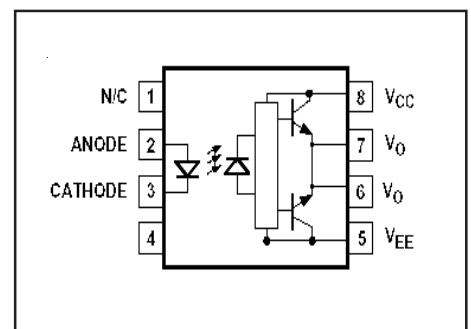 N/C 1 8 VCC
ANODE 2 7 VO
CATHODE 3 6 VO
4 5 VEE